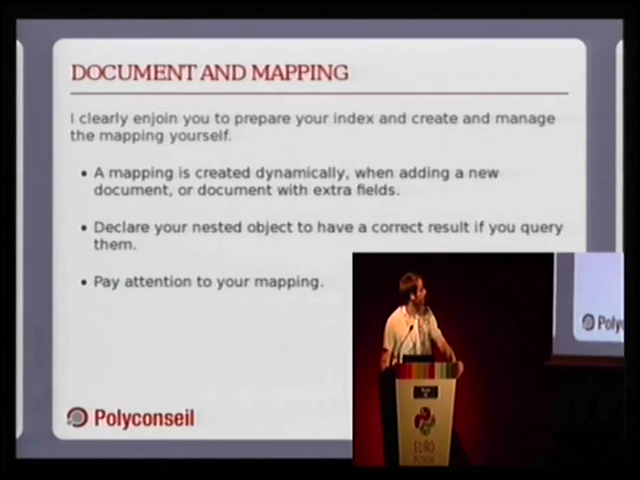 DOCUMENT AND MAPPING
I clearly enjoin you to prepare your index and create and manage
the mapping yourself.
• A mapping is created dynamically, when adding a new
document, or document with extra fields.
• Declare your nested object to have a correct result if you query
them.
• Pay attention to your mapping.
Polyconseil
Poly
EURO